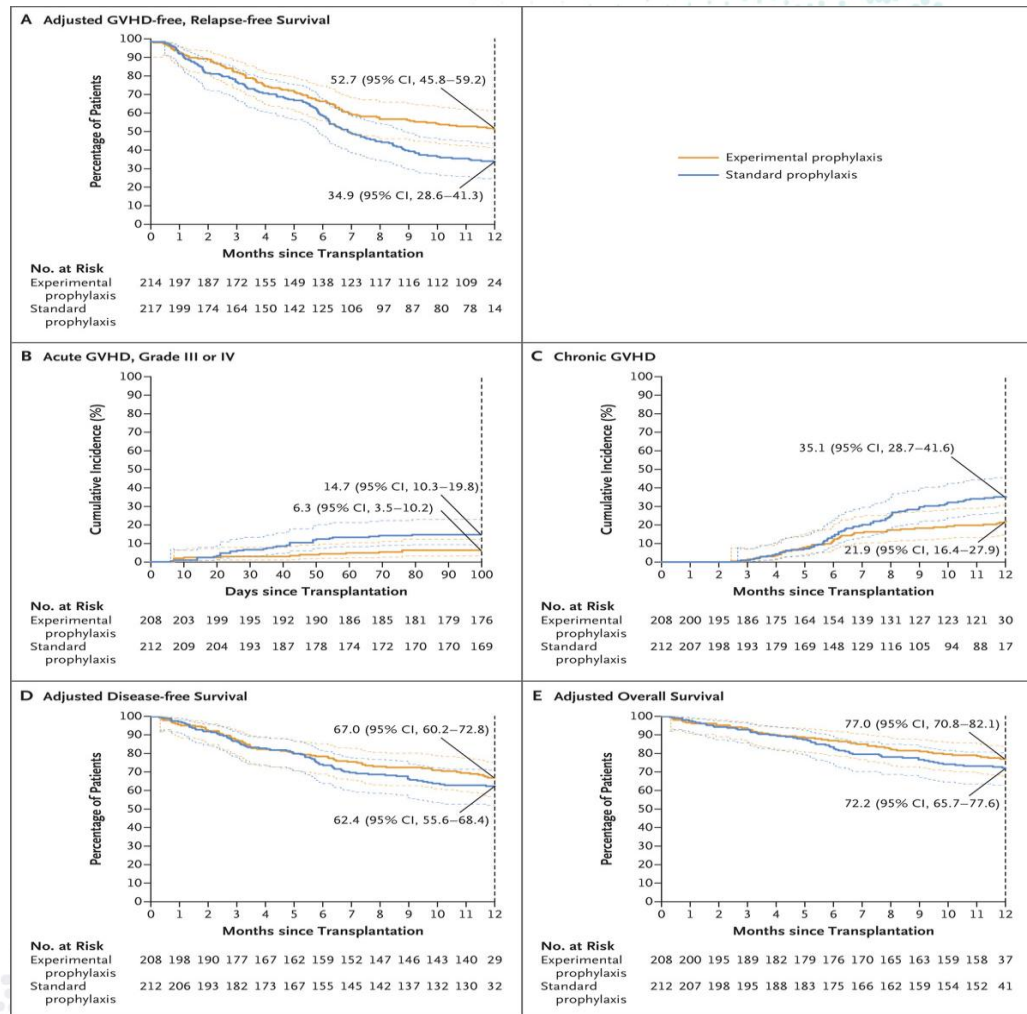 A Adjusted GVHD-free, Relapse-free Survival
Percentage of Patients
100
90
80
70
60
50
40
30
20
10
0
52.7 (95% CI, 45.8–59.2)
34.9 (95% CI, 28.6–41.3)
0 1 2 3 4 5 6 7 8 9 10 11 12
Months since Transplantation
No. at Risk
Experimental prophylaxis 214 197 187 172 155 149 138 123 117 116 112 109 24
Standard prophylaxis 217 199 174 164 150 142 125 106 97 87 80 78 14
Experimental prophylaxis
Standard prophylaxis
B Acute GVHD, Grade III or IV
Cumulative Incidence (%)
100
90
80
70
60
50
40
30
20
10
0
14.7 (95% CI, 10.3–19.8)
6.3 (95% CI, 3.5–10.2)
0 10 20 30 40 50 60 70 80 90 100
Days since Transplantation
No. at Risk
Experimental prophylaxis 208 203 199 195 192 190 186 185 181 179 176
Standard prophylaxis 212 209 204 193 187 178 174 172 170 170 169
C Chronic GVHD
Cumulative Incidence (%)
100
90
80
70
60
50
40
30
20
10
0
35.1 (95% CI, 28.7–41.6)
21.9 (95% CI, 16.4–27.9)
0 1 2 3 4 5 6 7 8 9 10 11 12
Months since Transplantation
No. at Risk
Experimental prophylaxis 208 200 195 186 175 164 154 139 131 127 123 121 30
Standard prophylaxis 212 207 198 193 179 169 148 129 116 105 94 88 17
D Adjusted Disease-free Survival
Percentage of Patients
100
90
80
70
60
50
40
30
20
10
0
67.0 (95% CI, 60.2–72.8)
62.4 (95% CI, 55.6–68.4)
0 1 2 3 4 5 6 7 8 9 10 11 12
Months since Transplantation
No. at Risk
Experimental prophylaxis 208 198 190 177 167 162 159 152 147 146 143 140 29
Standard prophylaxis 212 206 193 182 173 167 155 145 142 137 132 130 32
E Adjusted Overall Survival
Percentage of Patients
100
90
80
70
60
50
40
30
20
10
0
77.0 (95% CI, 70.8–82.1)
72.2 (95% CI, 65.7–77.6)
0 1 2 3 4 5 6 7 8 9 10 11 12
Months since Transplantation
No. at Risk
Experimental prophylaxis 208 200 195 189 182 179 176 170 165 163 159 158 37
Standard prophylaxis 212 207 198 195 188 183 175 166 162 159 154 152 41